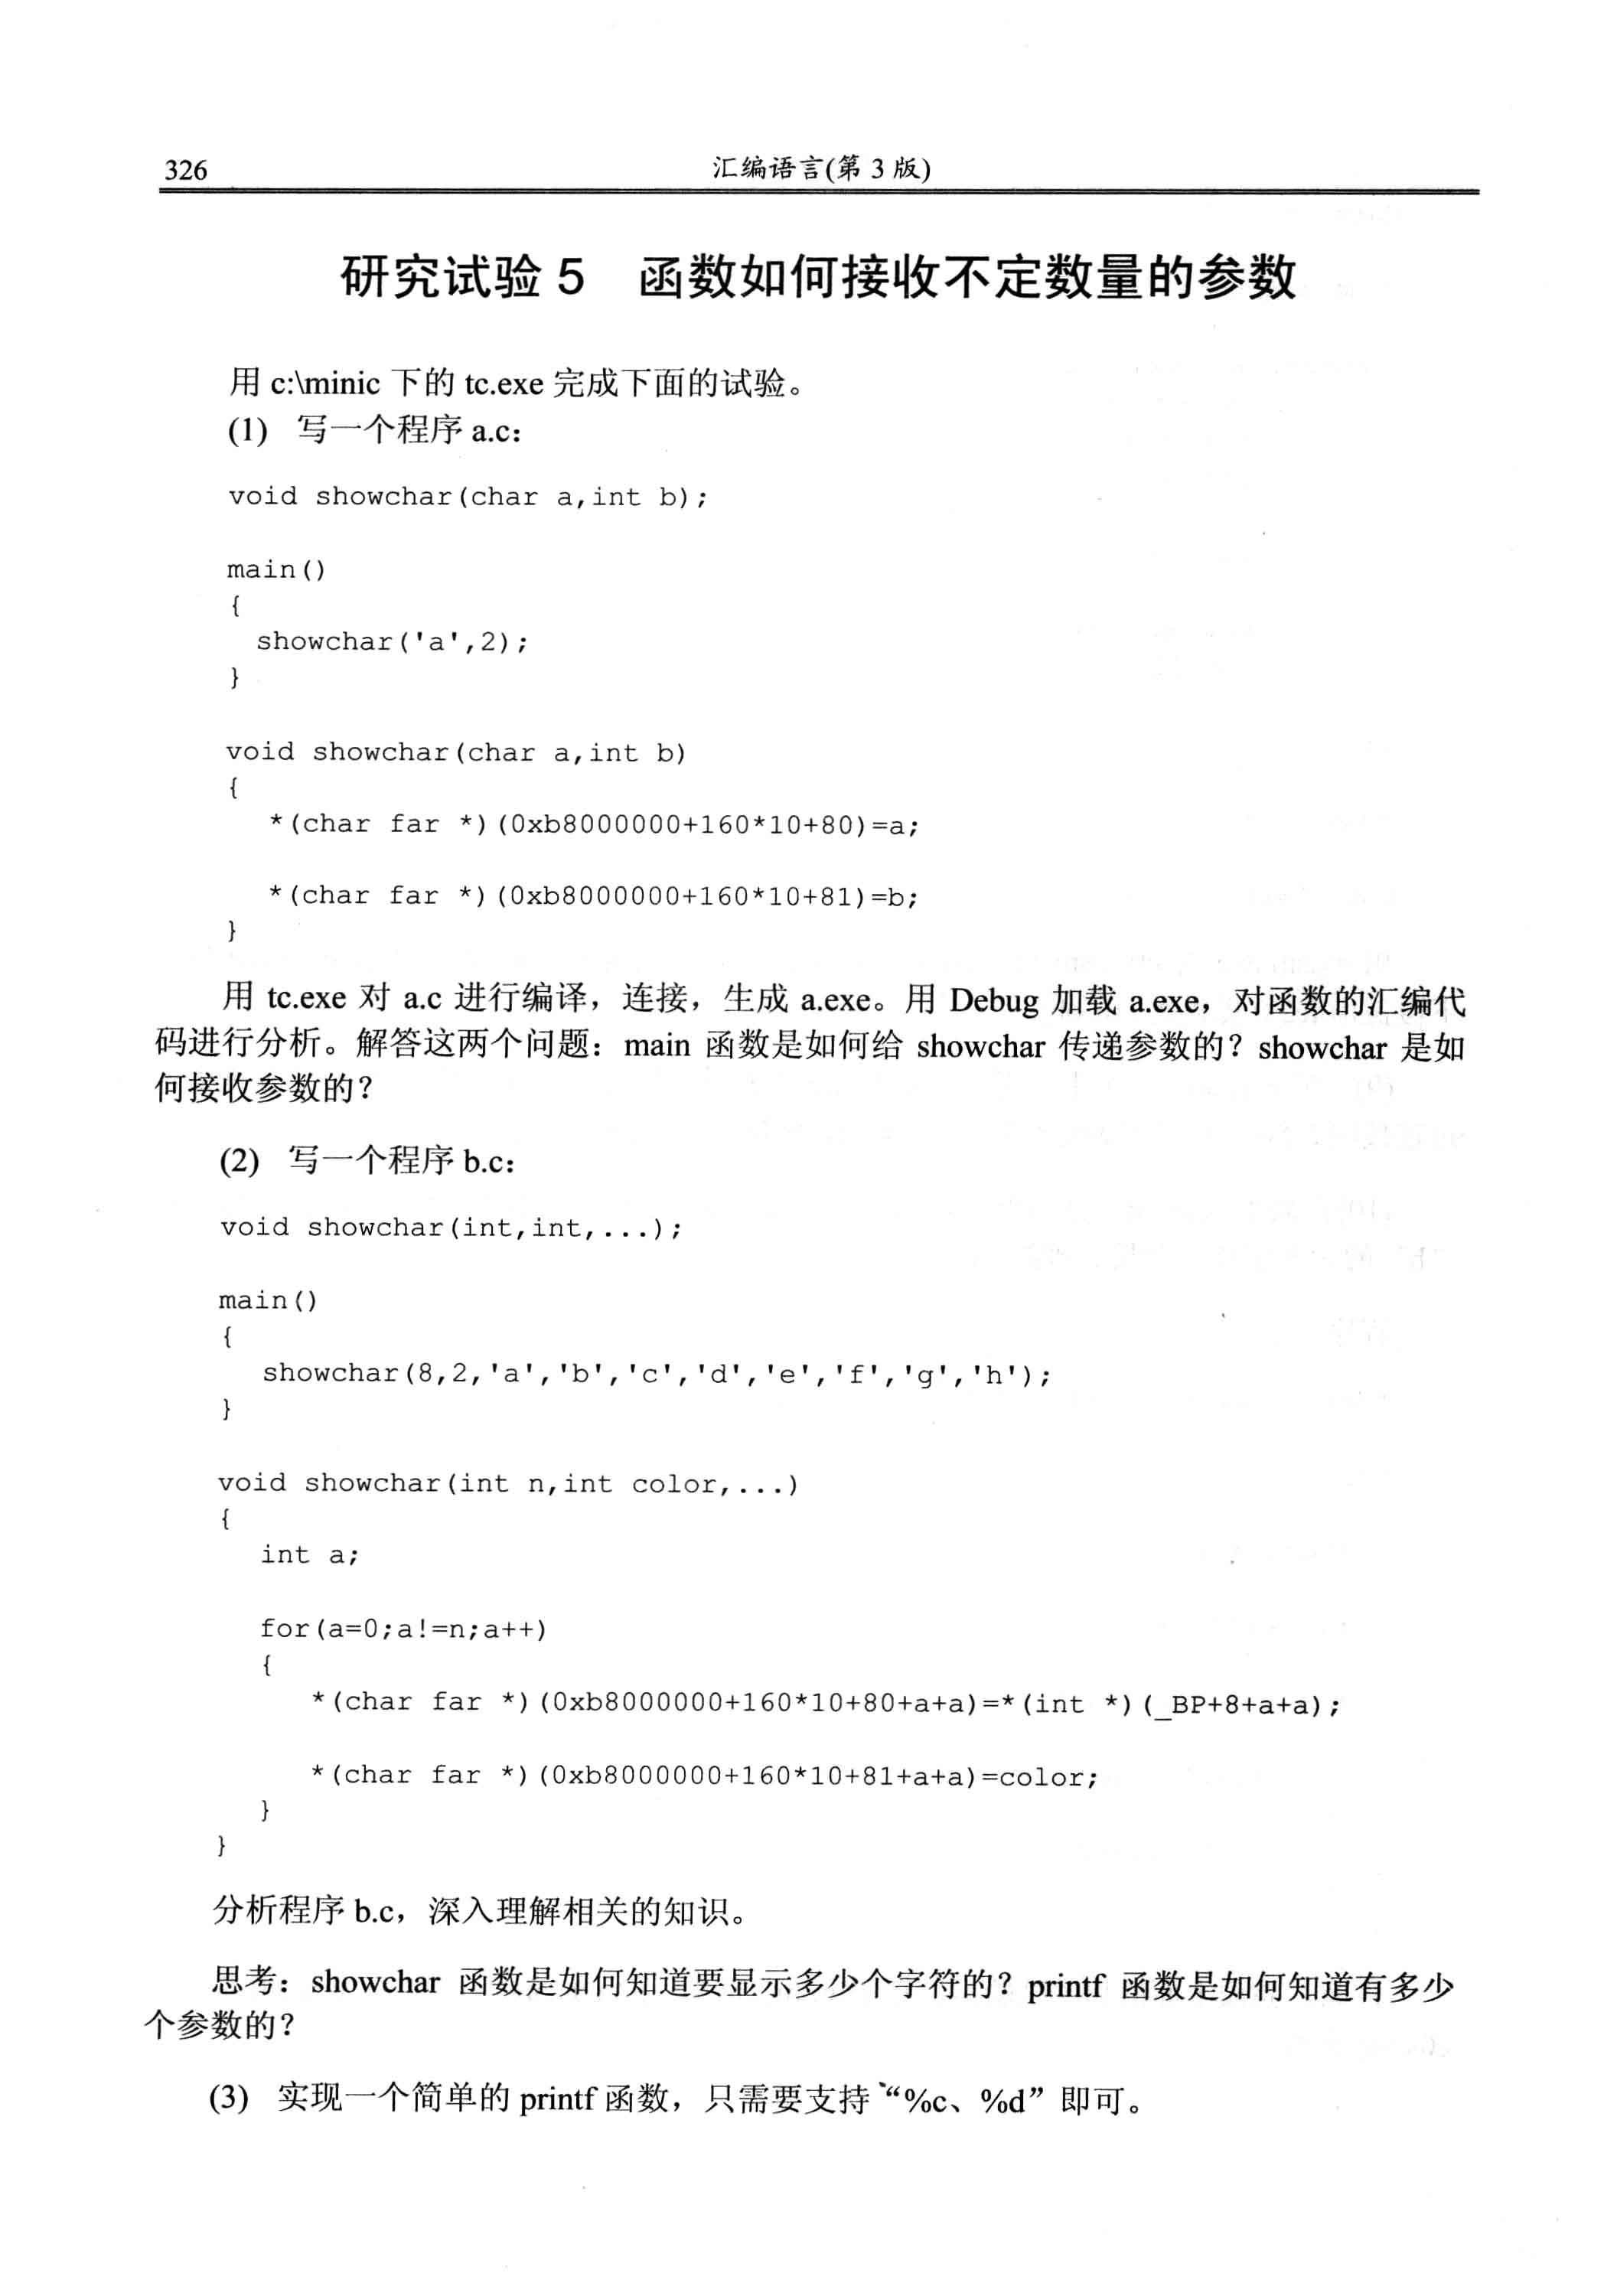 326
汇编语言(第 3 版)
研究试验 5 函数如何接收不定数量的参数
用 c:\minic 下的 tc.exe 完成下面的试验。
(1) 写一个程序 a.c:
void showchar(char a,int b);
main()
{
showchar('a',2);
}
void showchar(char a,int b)
{
*(char far *)(0xb8000000+160*10+80)=a;
*(char far *)(0xb8000000+160*10+81)=b;
}
用 tc.exe 对 a.c 进行编译，连接，生成 a.exe。用 Debug 加载 a.exe，对函数的汇编代
码进行分析。解答这两个问题：main 函数是如何给 showchar 传递参数的？showchar 是如
何接收参数的？
(2) 写一个程序 b.c:
void showchar(int,int,...);
main()
{
showchar(8,2,'a','b','c','d','e','f','g','h');
}
void showchar(int n,int color,...)
{
int a;
for(a=0;a!=n;a++)
{
*(char far *)(0xb8000000+160*10+80+a+a)=*(int *)(_BP+8+a+a);
*(char far *)(0xb8000000+160*10+81+a+a)=color;
}
}
分析程序 b.c，深入理解相关的知识。
思考：showchar 函数是如何知道要显示多少个字符的？printf 函数是如何知道有多少
个参数的？
(3) 实现一个简单的 printf 函数，只需要支持“%c、%d”即可。